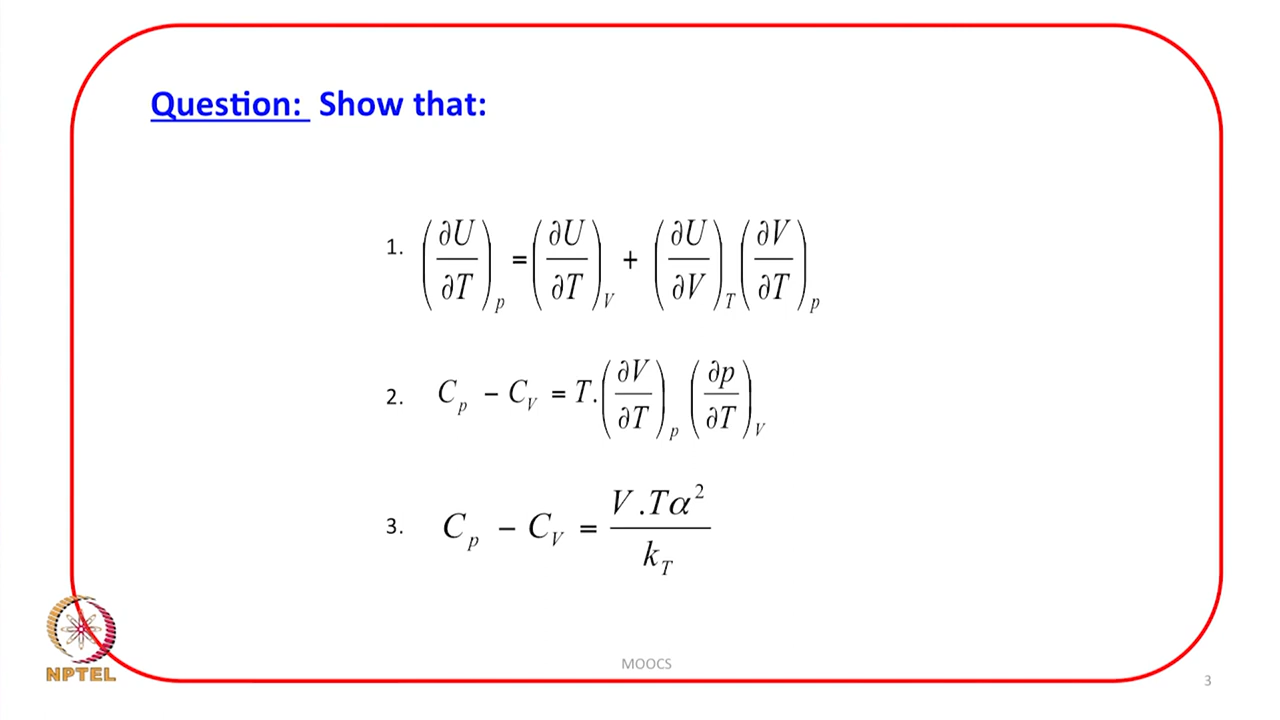 Question: Show that:
1. (∂U/∂T)_p = (∂U/∂T)_V + (∂U/∂V)_T (∂V/∂T)_p
2. C_p − C_V = T.(∂V/∂T)_p (∂p/∂T)_V
3. C_p − C_V = V.Tα²/k_T
NPTEL
MOOCS
3